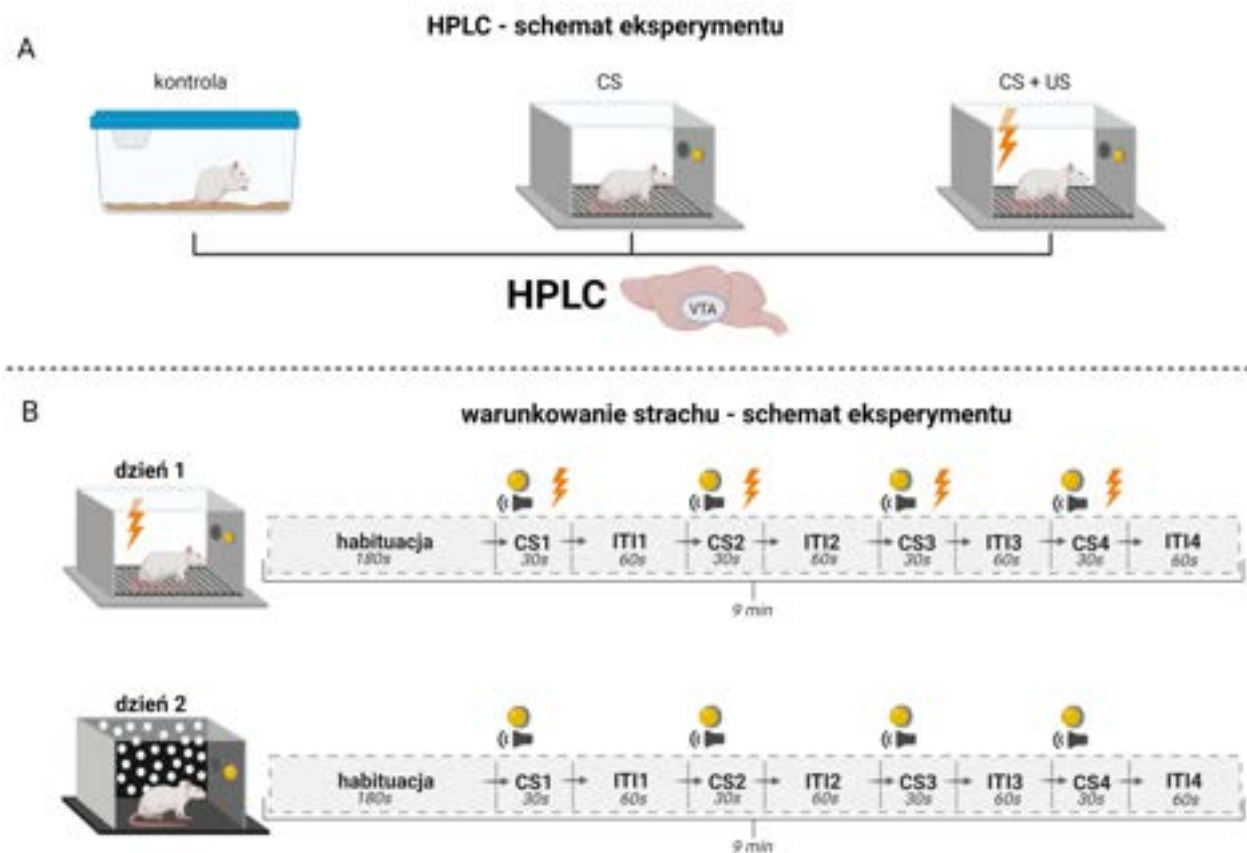 HPLC - schemat eksperymentu
A
kontrola
CS
CS + US
HPLC
VTA
B
warunkowanie strachu - schemat eksperymentu
dzień 1
habituacja CS1 ITI1 CS2 ITI2 CS3 ITI3 CS4 ITI4
180s 30s 60s 30s 60s 30s 60s 30s 60s
9 min
dzień 2
habituacja CS1 ITI1 CS2 ITI2 CS3 ITI3 CS4 ITI4
180s 30s 60s 30s 60s 30s 60s 30s 60s
9 min